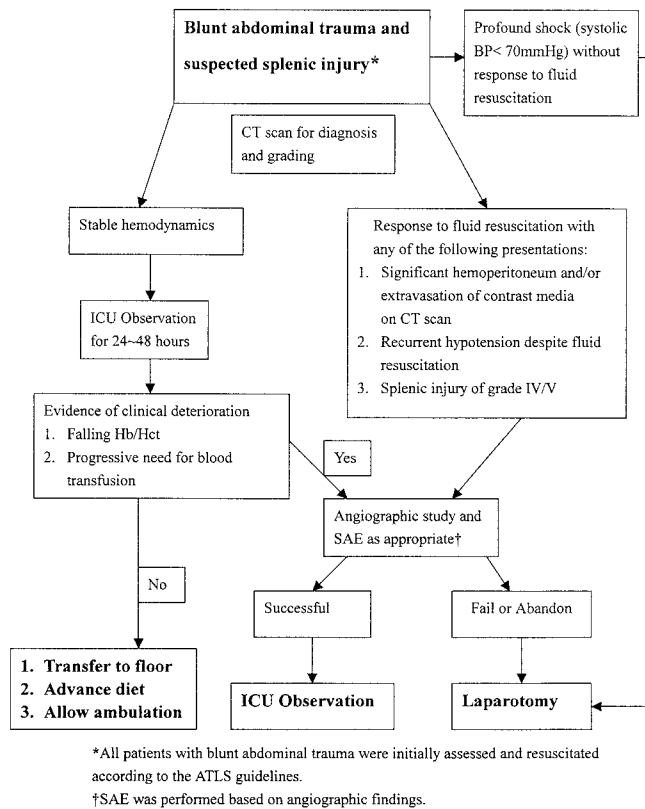 Blunt abdominal trauma and
suspected splenic injury*
Profound shock (systolic
BP< 70mmHg) without
response to fluid
resuscitation
CT scan for diagnosis
and grading
Stable hemodynamics
Response to fluid resuscitation with
any of the following presentations:
1. Significant hemoperitoneum and/or
extravasation of contrast media
on CT scan
2. Recurrent hypotension despite fluid
resuscitation
3. Splenic injury of grade IV/V
ICU Observation
for 24~48 hours
Evidence of clinical deterioration
1. Falling Hb/Hct
2. Progressive need for blood
transfusion
Yes
Angiographic study and
SAE as appropriate†
No
Successful
Fail or Abandon
1. Transfer to floor
2. Advance diet
3. Allow ambulation
ICU Observation
Laparotomy
*All patients with blunt abdominal trauma were initially assessed and resuscitated
according to the ATLS guidelines.
†SAE was performed based on angiographic findings.